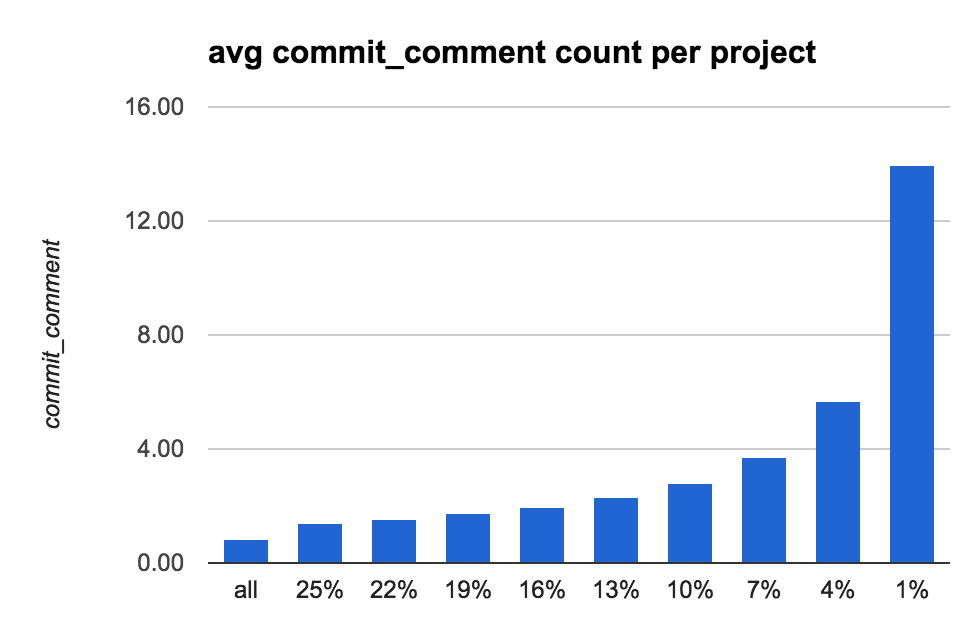 avg commit_comment count per project
16.00
12.00
8.00
4.00
0.00
commit_comment
all 25% 22% 19% 16% 13% 10% 7% 4% 1%